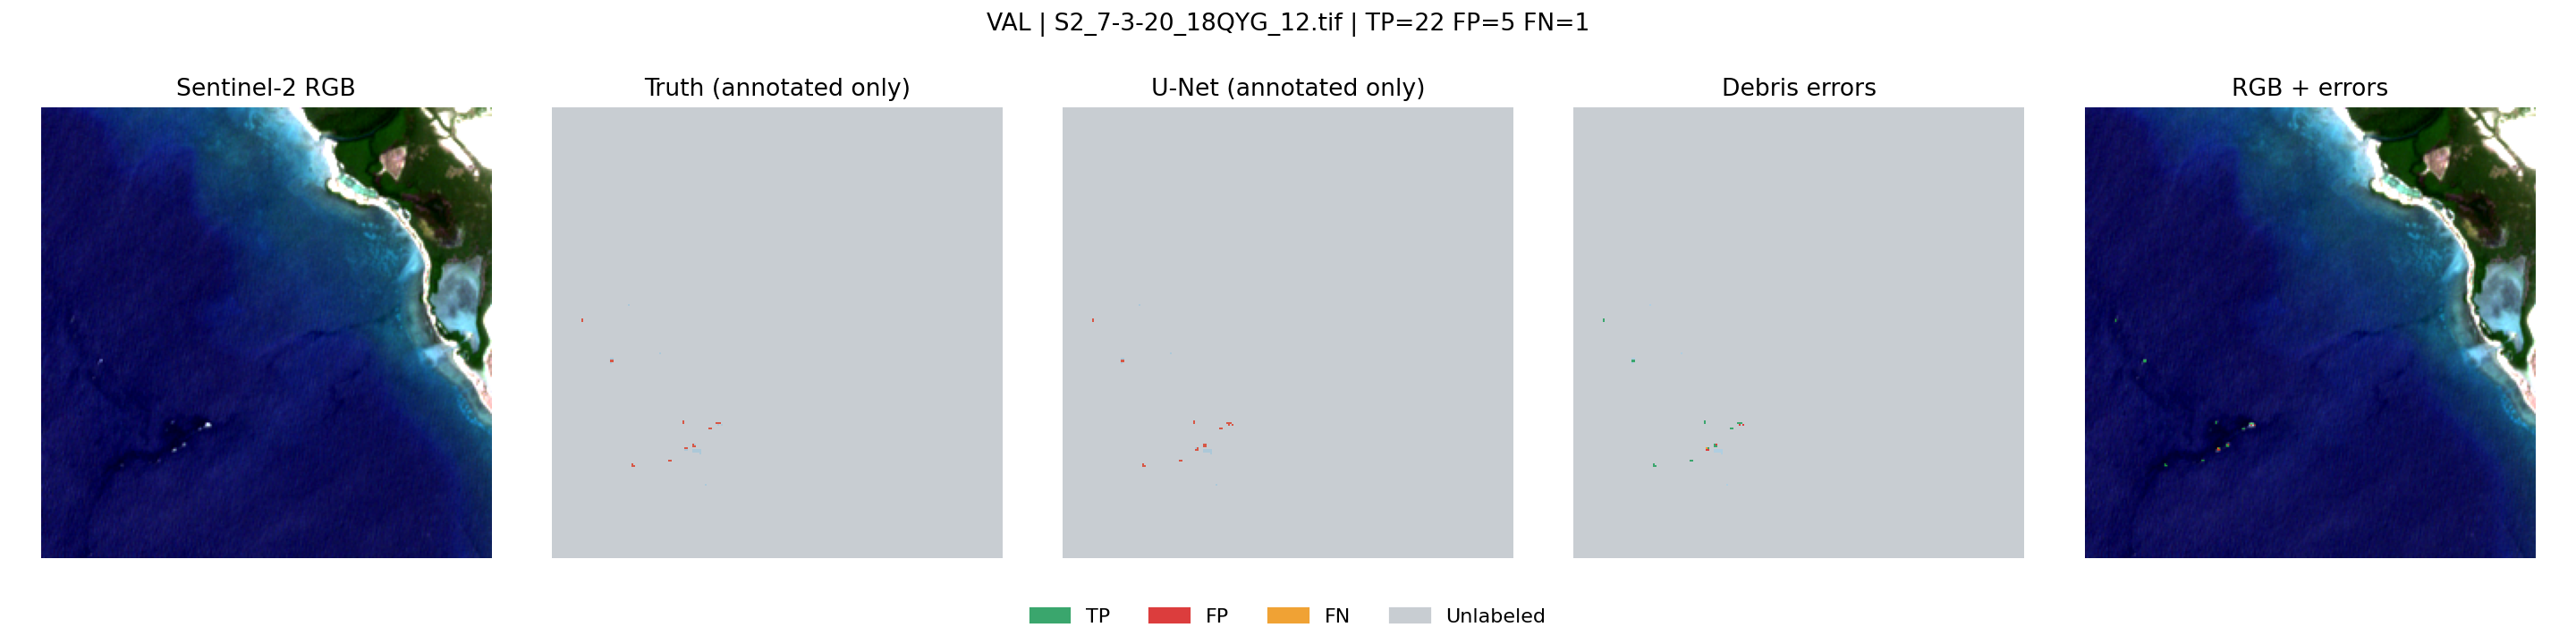 VAL | S2_7-3-20_18QYG_12.tif | TP=22 FP=5 FN=1
Sentinel-2 RGB
Truth (annotated only)
U-Net (annotated only)
Debris errors
RGB + errors
TP
FP
FN
Unlabeled